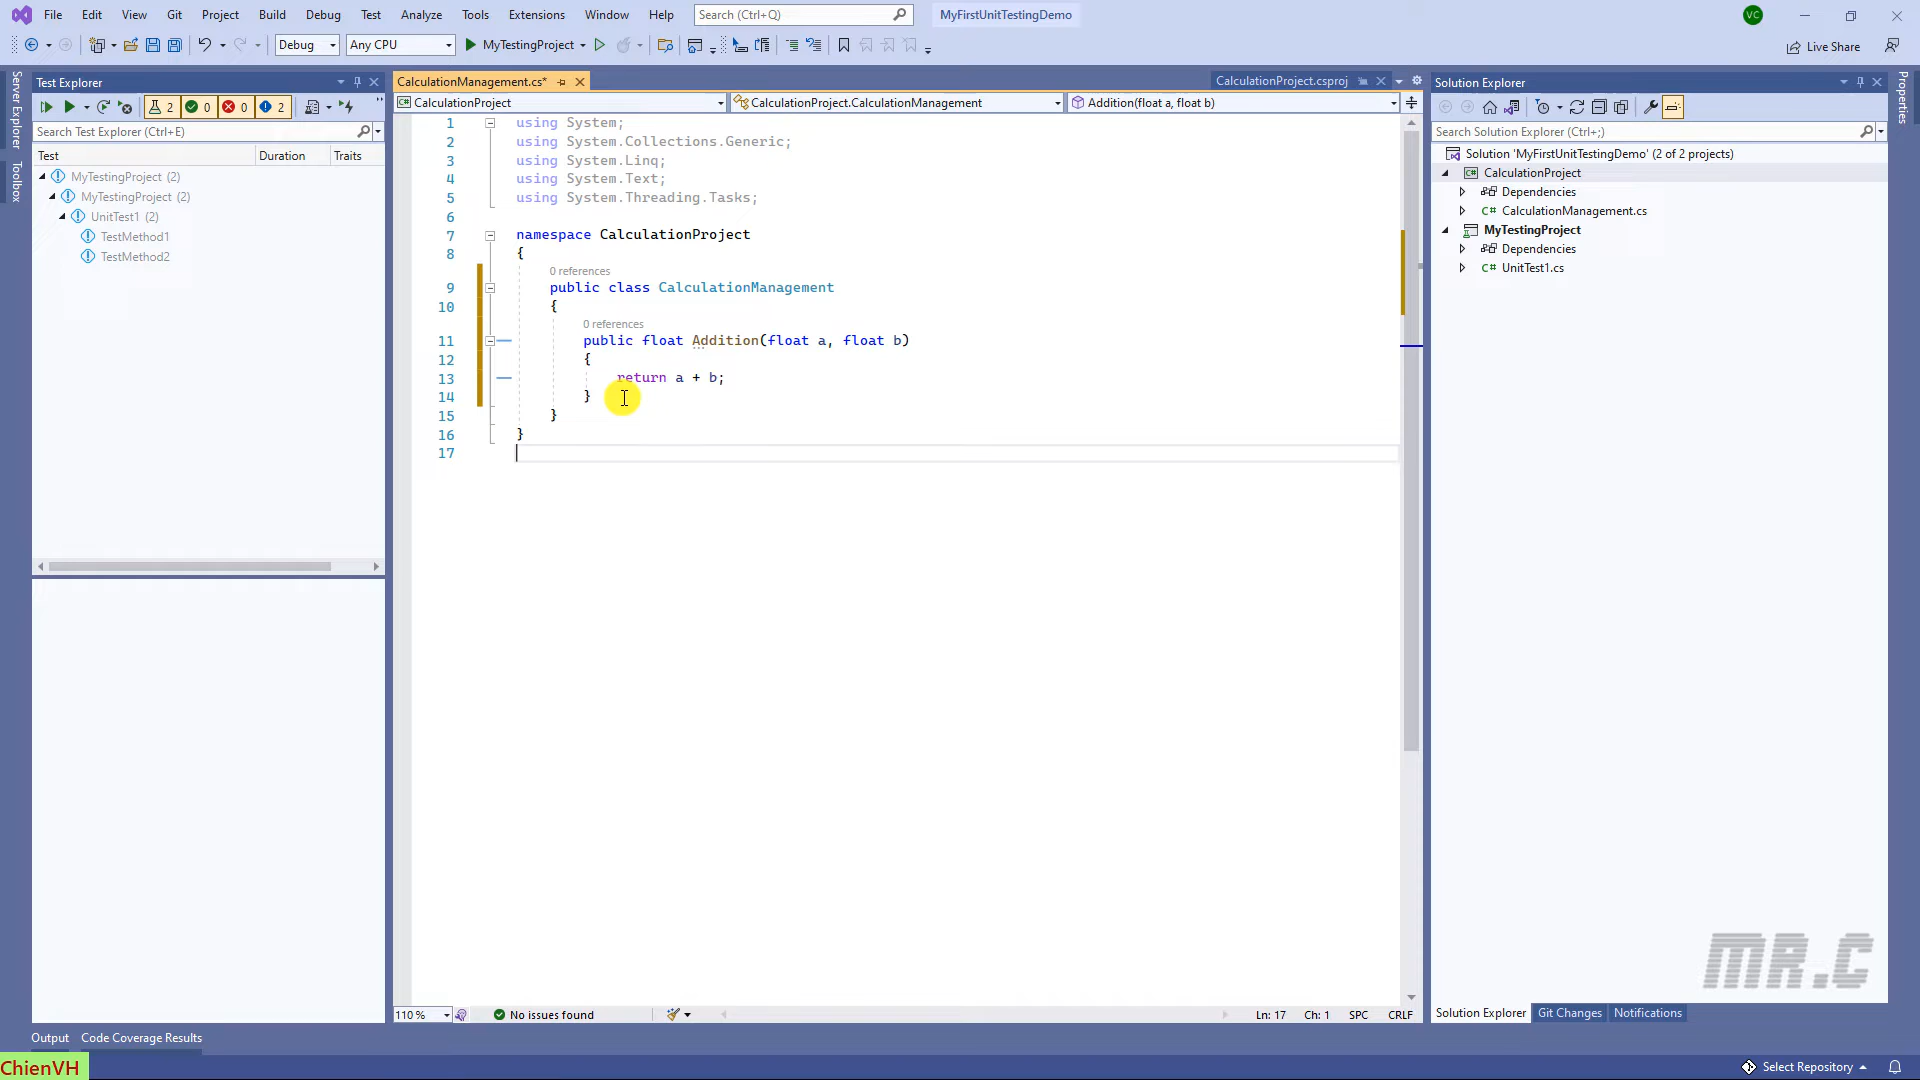 File Edit View Git Project Build Debug Test Analyze Tools Extensions Window Help Search (Ctrl+Q) MyFirstUnitTestingDemo VC
Debug Any CPU MyTestingProject Live Share
Server Explorer
Toolbox
Test Explorer
2 0 0 2
Search Test Explorer (Ctrl+E)
Test Duration Traits
MyTestingProject (2)
MyTestingProject (2)
UnitTest1 (2)
TestMethod1
TestMethod2
CalculationManagement.cs* CalculationProject.csproj
CalculationProject CalculationProject.CalculationManagement Addition(float a, float b)
1 using System;
2 using System.Collections.Generic;
3 using System.Linq;
4 using System.Text;
5 using System.Threading.Tasks;
6
7 namespace CalculationProject
8 {
0 references
9 public class CalculationManagement
10 {
0 references
11 public float Addition(float a, float b)
12 {
13 return a + b;
14 }
15 }
16 }
17
110 % No issues found Ln: 17 Ch: 1 SPC CRLF
Solution Explorer
Search Solution Explorer (Ctrl+;)
Solution 'MyFirstUnitTestingDemo' (2 of 2 projects)
CalculationProject
Dependencies
C# CalculationManagement.cs
MyTestingProject
Dependencies
C# UnitTest1.cs
MR.C
Solution Explorer Git Changes Notifications
Properties
Output Code Coverage Results
ChienVH
Select Repository